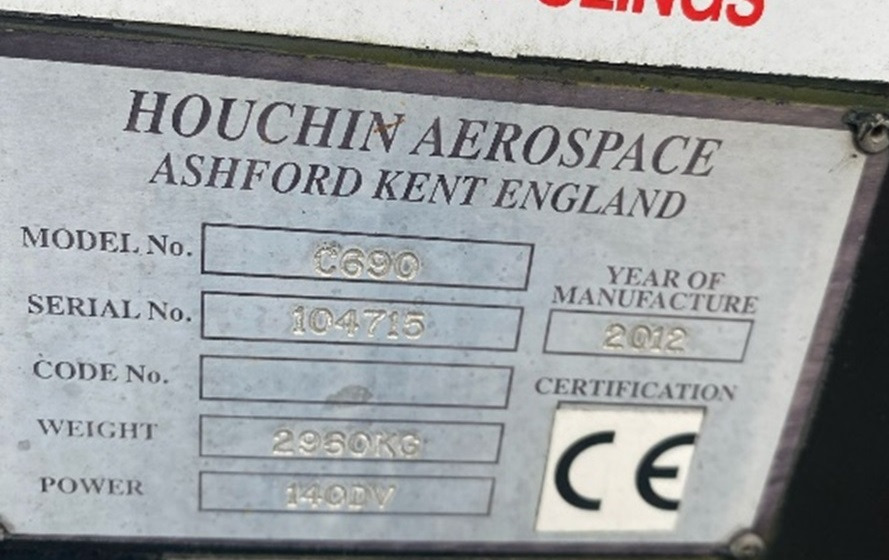 HOUCHIN AEROSPACE
ASHFORD KENT ENGLAND
MODEL No. C690
SERIAL No. 104715
YEAR OF
MANUFACTURE
2012
CODE No.
CERTIFICATION
CE
WEIGHT 2960KG
POWER 140DV